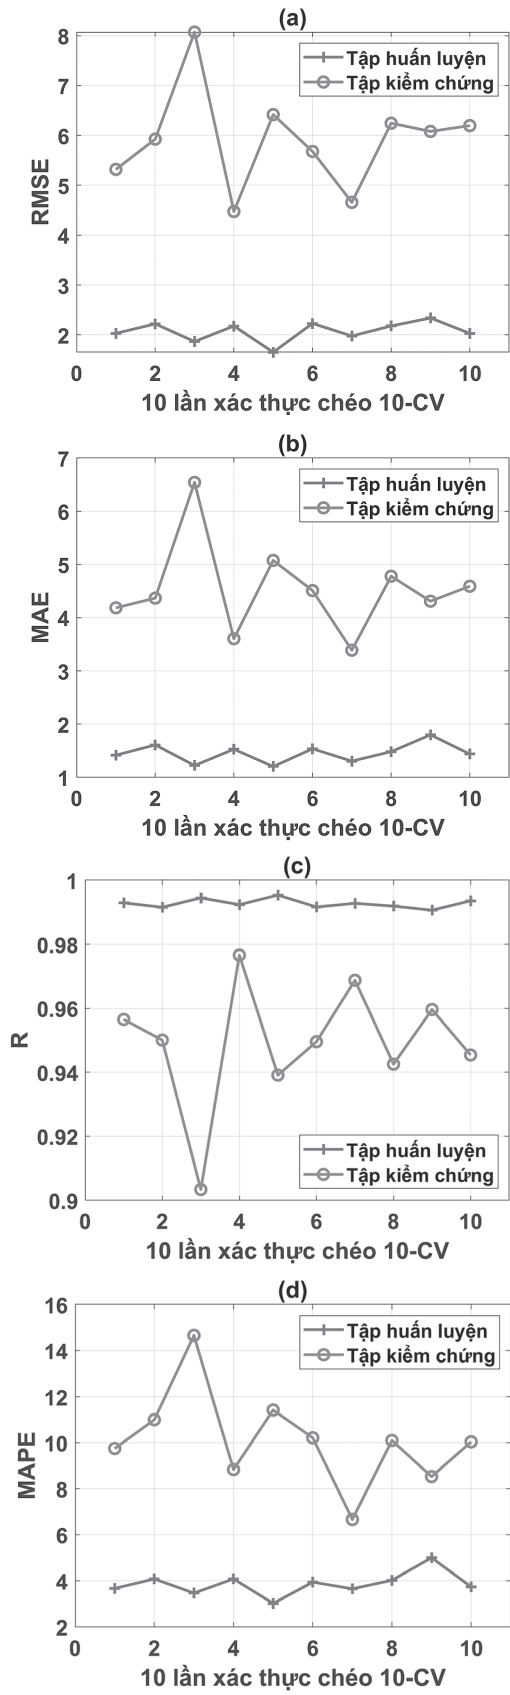 (a)
8
7
6
5
4
3
2
RMSE
Tập huấn luyện
Tập kiểm chứng
0 2 4 6 8 10
10 lần xác thực chéo 10-CV
(b)
7
6
5
4
3
2
1
MAE
Tập huấn luyện
Tập kiểm chứng
0 2 4 6 8 10
10 lần xác thực chéo 10-CV
(c)
1
0.98
0.96
0.94
0.92
0.9
R
Tập huấn luyện
Tập kiểm chứng
0 2 4 6 8 10
10 lần xác thực chéo 10-CV
(d)
16
14
12
10
8
6
4
2
MAPE
Tập huấn luyện
Tập kiểm chứng
0 2 4 6 8 10
10 lần xác thực chéo 10-CV